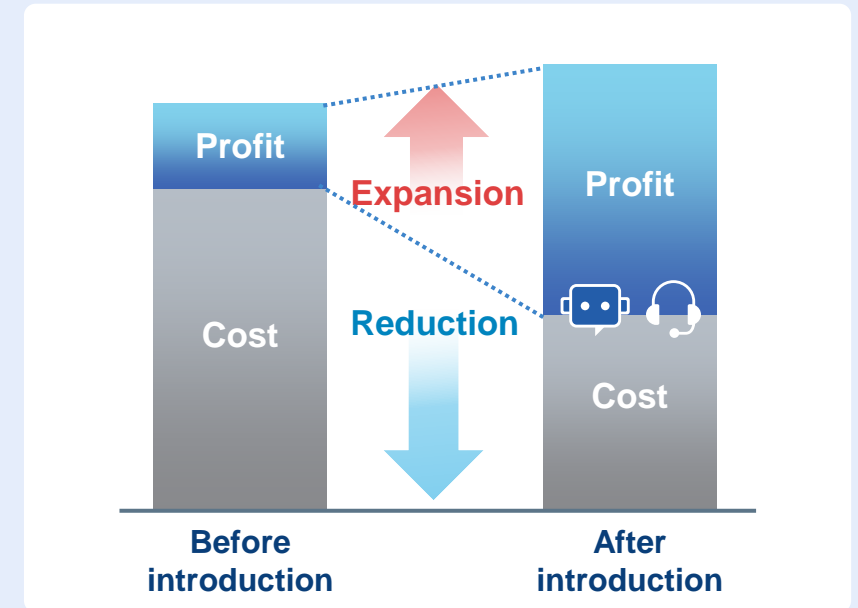 Profit
Expansion
Profit
Reduction
Cost
Cost
Before
introduction
After
introduction